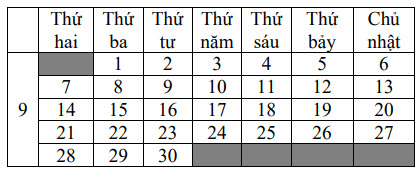 Thứ hai Thứ ba Thứ tư Thứ năm Thứ sáu Thứ bảy Chủ nhật
1 2 3 4 5 6
7 8 9 10 11 12 13
9 14 15 16 17 18 19 20
21 22 23 24 25 26 27
28 29 30